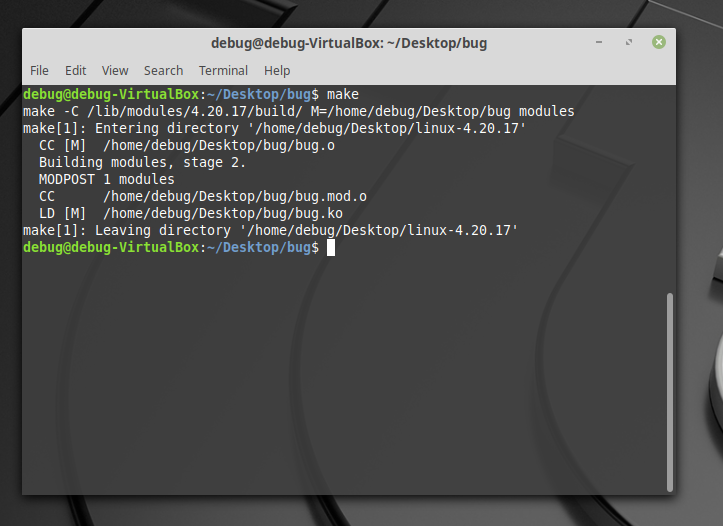 debug@debug-VirtualBox: ~/Desktop/bug
File Edit View Search Terminal Help
debug@debug-VirtualBox:~/Desktop/bug$ make
make -C /lib/modules/4.20.17/build/ M=/home/debug/Desktop/bug modules
make[1]: Entering directory '/home/debug/Desktop/linux-4.20.17'
  CC [M]  /home/debug/Desktop/bug/bug.o
  Building modules, stage 2.
  MODPOST 1 modules
  CC      /home/debug/Desktop/bug/bug.mod.o
  LD [M]  /home/debug/Desktop/bug/bug.ko
make[1]: Leaving directory '/home/debug/Desktop/linux-4.20.17'
debug@debug-VirtualBox:~/Desktop/bug$